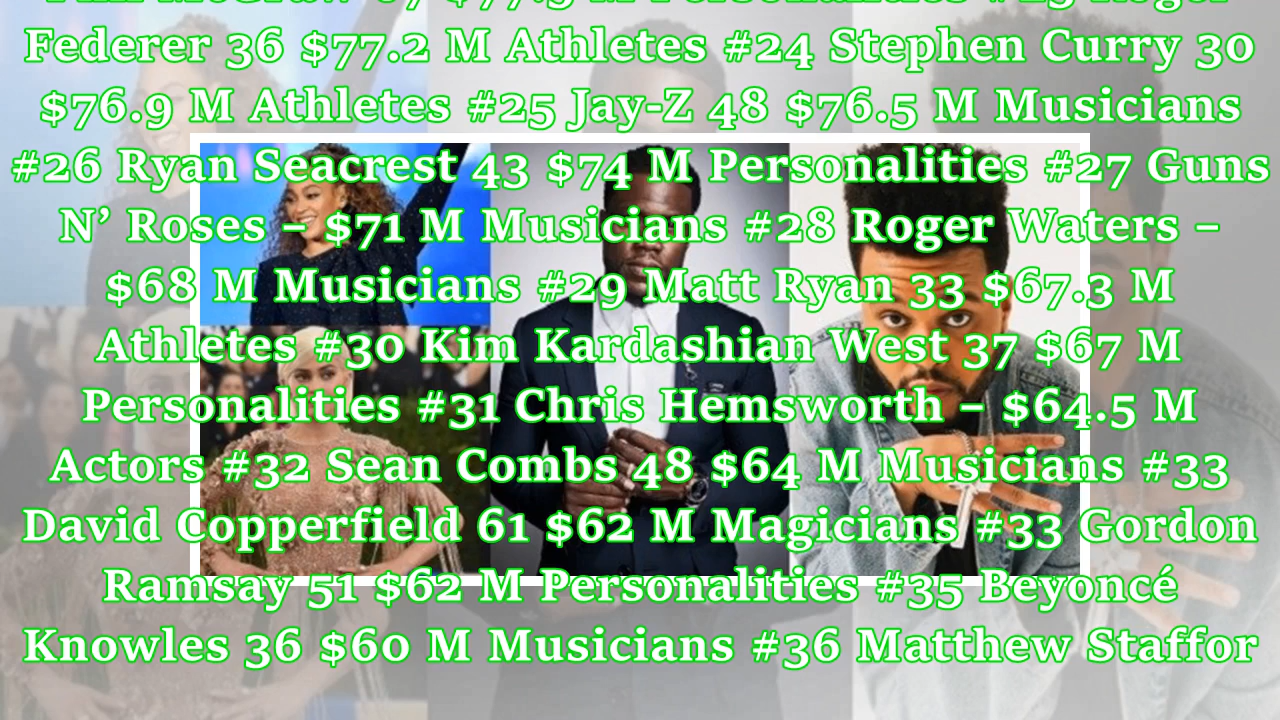 Federer 36 $77.2 M Athletes #24 Stephen Curry 30
$76.9 M Athletes #25 Jay-Z 48 $76.5 M Musicians
#26 Ryan Seacrest 43 $74 M Personalities #27 Guns
N’ Roses – $71 M Musicians #28 Roger Waters –
$68 M Musicians #29 Matt Ryan 33 $67.3 M
Athletes #30 Kim Kardashian West 37 $67 M
Personalities #31 Chris Hemsworth – $64.5 M
Actors #32 Sean Combs 48 $64 M Musicians #33
David Copperfield 61 $62 M Magicians #33 Gordon
Ramsay 51 $62 M Personalities #35 Beyoncé
Knowles 36 $60 M Musicians #36 Matthew Staffor